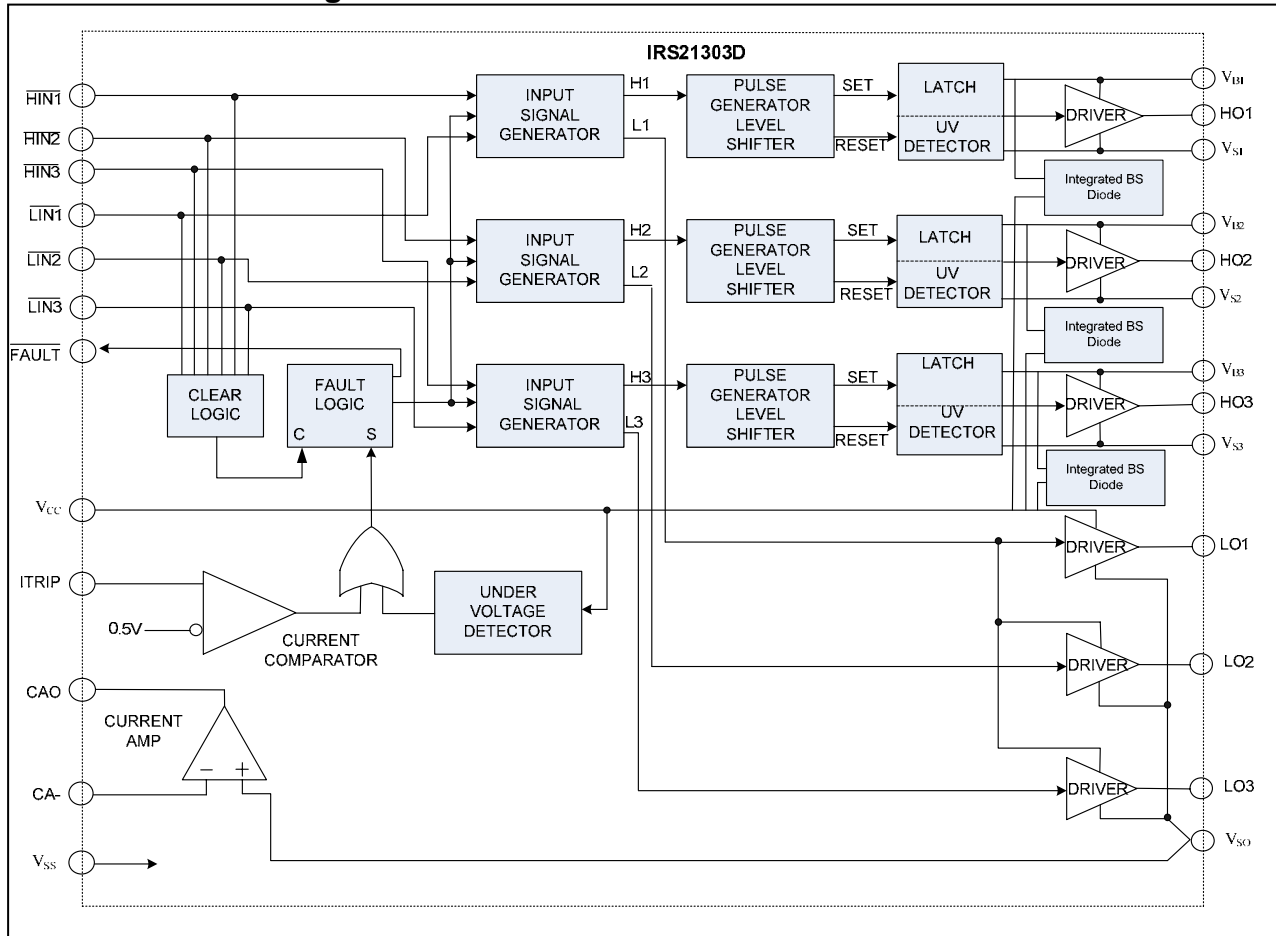 IRS21303D
HIN1
HIN2
HIN3
LIN1
LIN2
LIN3
FAULT
VCC
ITRIP
0.5V
CAO
CA-
VSS
CLEAR
LOGIC
FAULT
LOGIC
C S
CURRENT
COMPARATOR
CURRENT
AMP
− +
UNDER
VOLTAGE
DETECTOR
INPUT
SIGNAL
GENERATOR
H1
L1
PULSE
GENERATOR
LEVEL
SHIFTER
SET
RESET
LATCH
UV
DETECTOR
DRIVER
Integrated BS
Diode
VB1
HO1
VS1
INPUT
SIGNAL
GENERATOR
H2
L2
PULSE
GENERATOR
LEVEL
SHIFTER
SET
RESET
LATCH
UV
DETECTOR
DRIVER
Integrated BS
Diode
VB2
HO2
VS2
INPUT
SIGNAL
GENERATOR
H3
L3
PULSE
GENERATOR
LEVEL
SHIFTER
SET
RESET
LATCH
UV
DETECTOR
DRIVER
Integrated BS
Diode
VB3
HO3
VS3
DRIVER
LO1
DRIVER
LO2
DRIVER
LO3
VSO